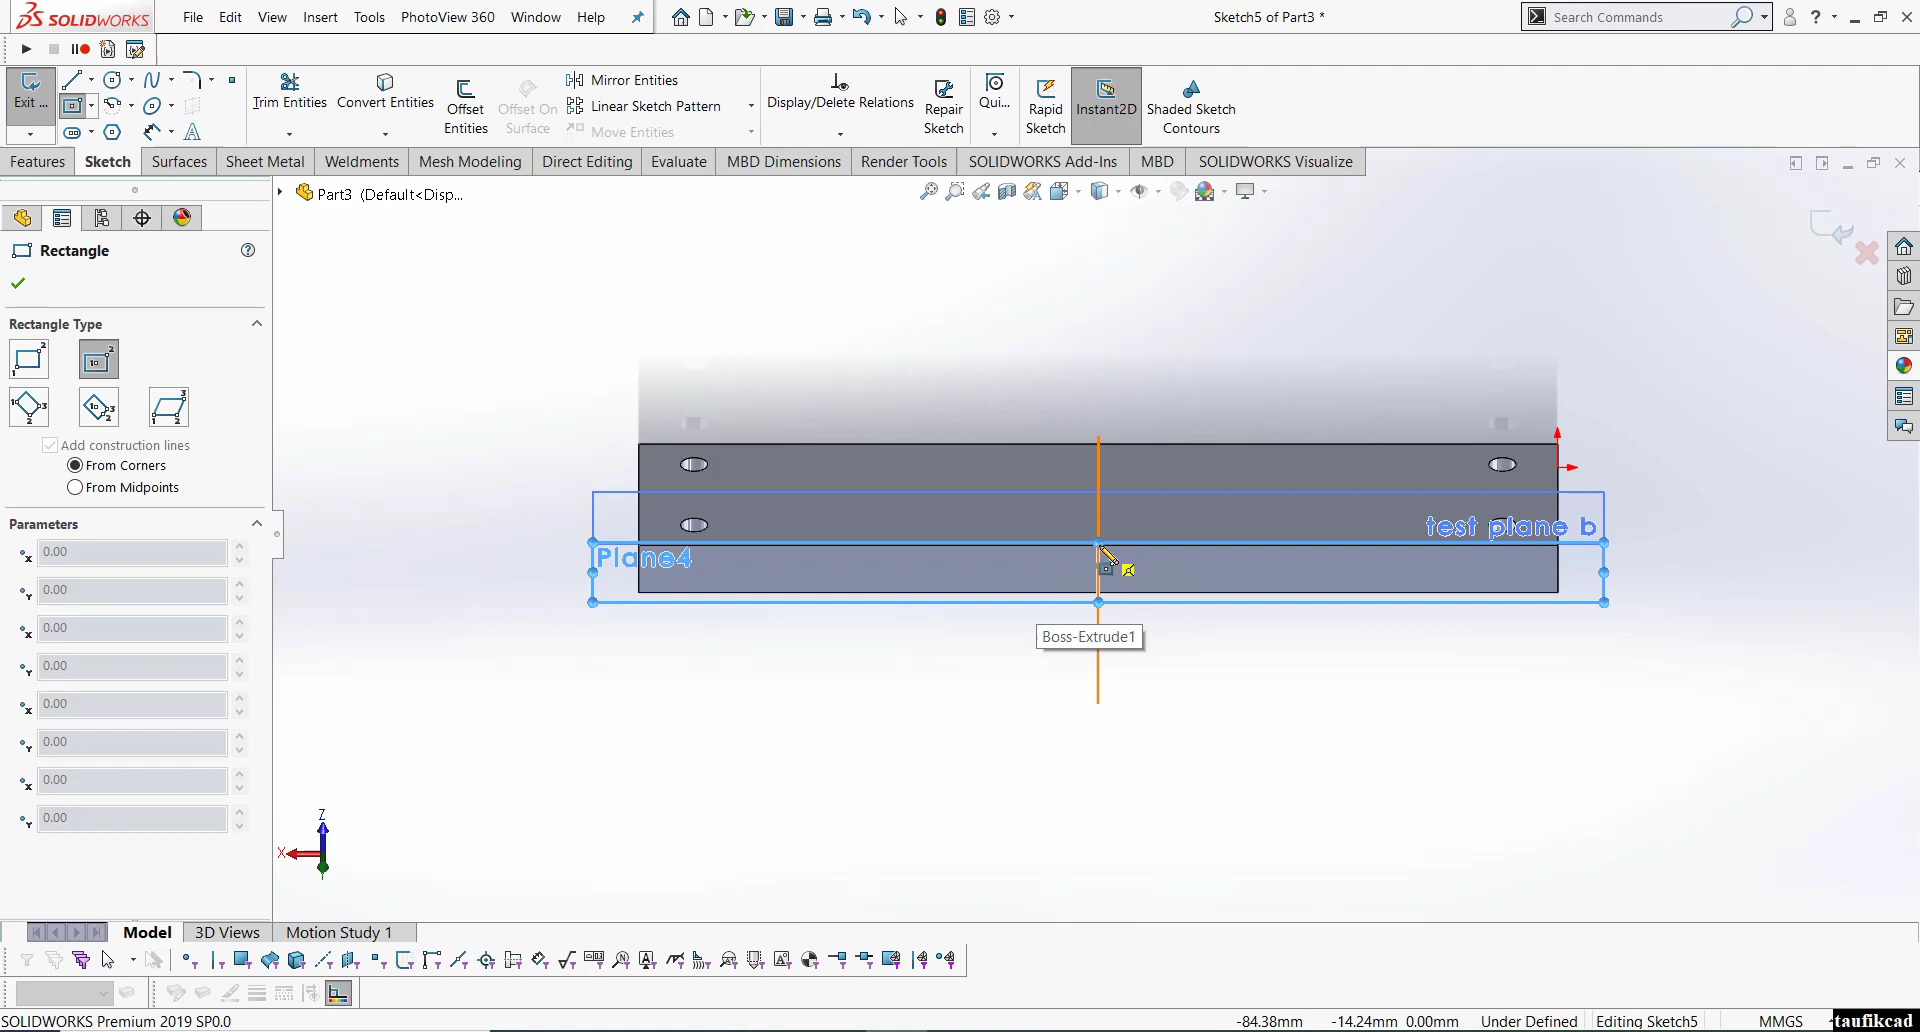 SOLIDWORKS
File Edit View Insert Tools PhotoView 360 Window Help
Sketch5 of Part3 *
Search Commands
Exit ...
Trim Entities
Convert Entities
Offset Entities
Offset On Surface
Mirror Entities
Linear Sketch Pattern
Move Entities
Display/Delete Relations
Repair Sketch
Qui...
Rapid Sketch
Instant2D
Shaded Sketch Contours
Features Sketch Surfaces Sheet Metal Weldments Mesh Modeling Direct Editing Evaluate MBD Dimensions Render Tools SOLIDWORKS Add-Ins MBD SOLIDWORKS Visualize
Part3 (Default<Disp...
Rectangle
Rectangle Type
Add construction lines
From Corners
From Midpoints
Parameters
0.00
0.00
0.00
0.00
0.00
0.00
0.00
0.00
test plane b
Plane4
Boss-Extrude1
Z
X
Model 3D Views Motion Study 1
SOLIDWORKS Premium 2019 SP0.0
-84.38mm -14.24mm 0.00mm Under Defined Editing Sketch5 MMGS
taufikcad